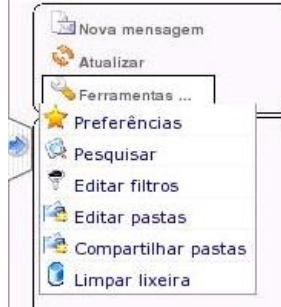 Nova mensagem
Atualizar
Ferramentas ...
Preferências
Pesquisar
Editar filtros
Editar pastas
Compartilhar pastas
Limpar lixeira